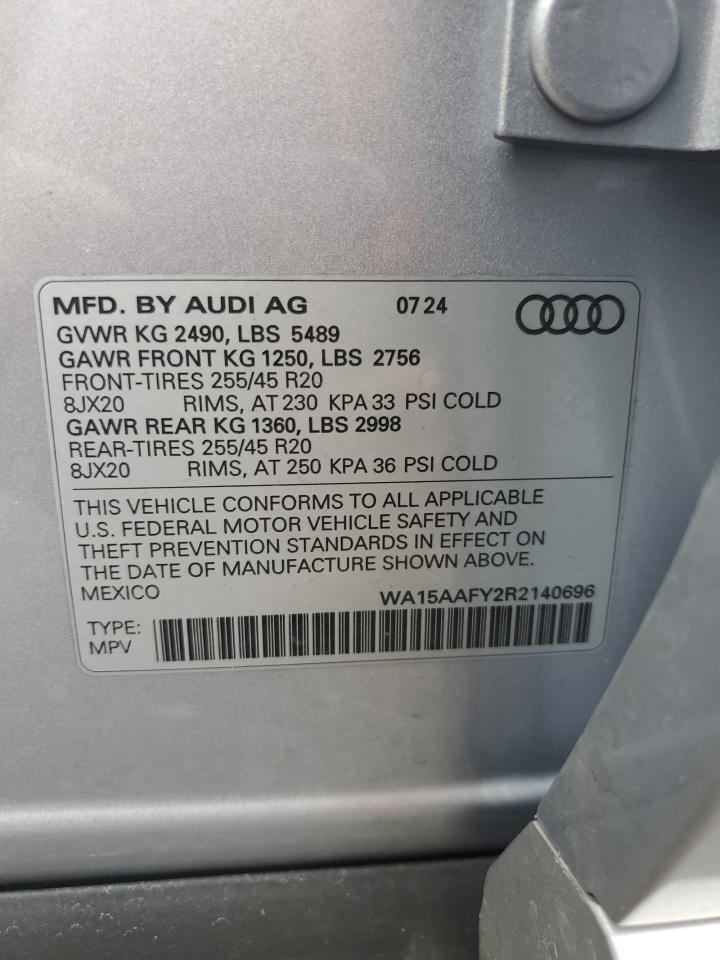 MFD. BY AUDI AG 07 24
GVWR KG 2490, LBS 5489
GAWR FRONT KG 1250, LBS 2756
FRONT-TIRES 255/45 R20
8JX20 RIMS, AT 230 KPA 33 PSI COLD
GAWR REAR KG 1360, LBS 2998
REAR-TIRES 255/45 R20
8JX20 RIMS, AT 250 KPA 36 PSI COLD
THIS VEHICLE CONFORMS TO ALL APPLICABLE
U.S. FEDERAL MOTOR VEHICLE SAFETY AND
THEFT PREVENTION STANDARDS IN EFFECT ON
THE DATE OF MANUFACTURE SHOWN ABOVE.
MEXICO WA15AAFY2R2140696
TYPE:
MPV